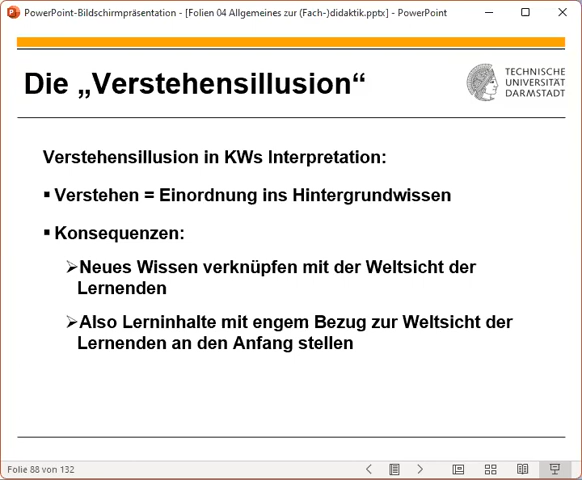 PowerPoint-Bildschirmpräsentation - [Folien 04 Allgemeines zur (Fach-)didaktik.pptx] - PowerPoint
Die „Verstehensillusion“
TECHNISCHE
UNIVERSITÄT
DARMSTADT
Verstehensillusion in KWs Interpretation:
▪ Verstehen = Einordnung ins Hintergrundwissen
▪ Konsequenzen:
➢Neues Wissen verknüpfen mit der Weltsicht der
Lernenden
➢Also Lerninhalte mit engem Bezug zur Weltsicht der
Lernenden an den Anfang stellen
Folie 88 von 132